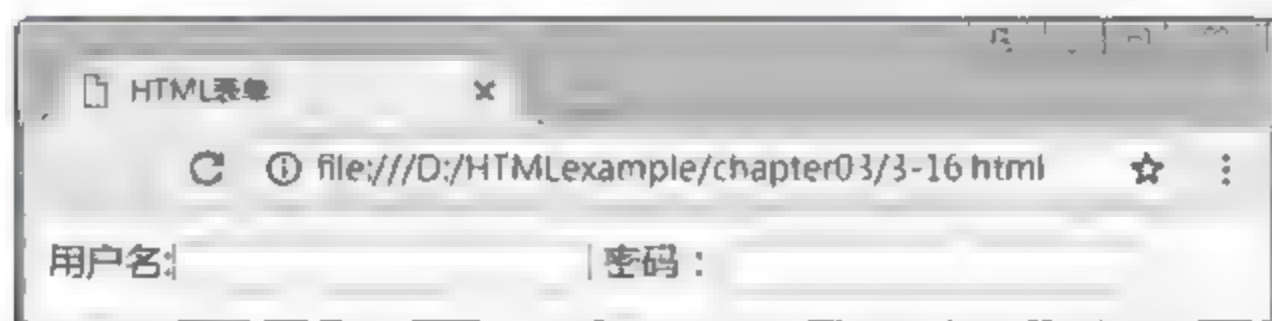 HTML表单
file:///D:/HTMLexample/chapter03/3-16 html
用户名: 密码：